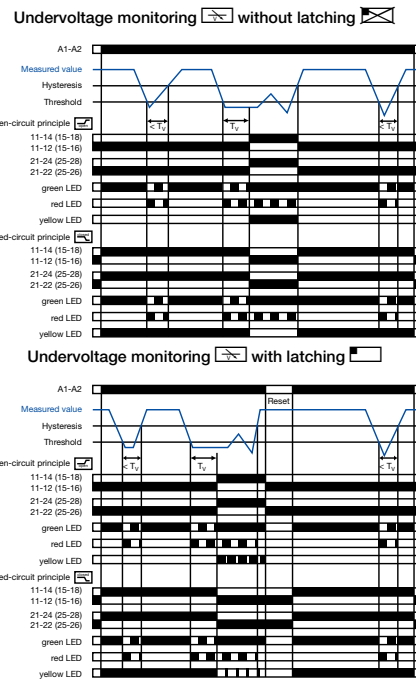 Undervoltage monitoring without latching
A1-A2
Measured value
Hysteresis
Threshold
en-circuit principle
< Tv
Tv
< Tv
11-14 (15-18)
11-12 (15-16)
21-24 (25-28)
21-22 (25-26)
green LED
red LED
yellow LED
ed-circuit principle
11-14 (15-18)
11-12 (15-16)
21-24 (25-28)
21-22 (25-26)
green LED
red LED
yellow LED
Undervoltage monitoring with latching
A1-A2
Reset
Measured value
Hysteresis
Threshold
en-circuit principle
< Tv
Tv
< Tv
11-14 (15-18)
11-12 (15-16)
21-24 (25-28)
21-22 (25-26)
green LED
red LED
yellow LED
ed-circuit principle
11-14 (15-18)
11-12 (15-16)
21-24 (25-28)
21-22 (25-26)
green LED
red LED
yellow LED